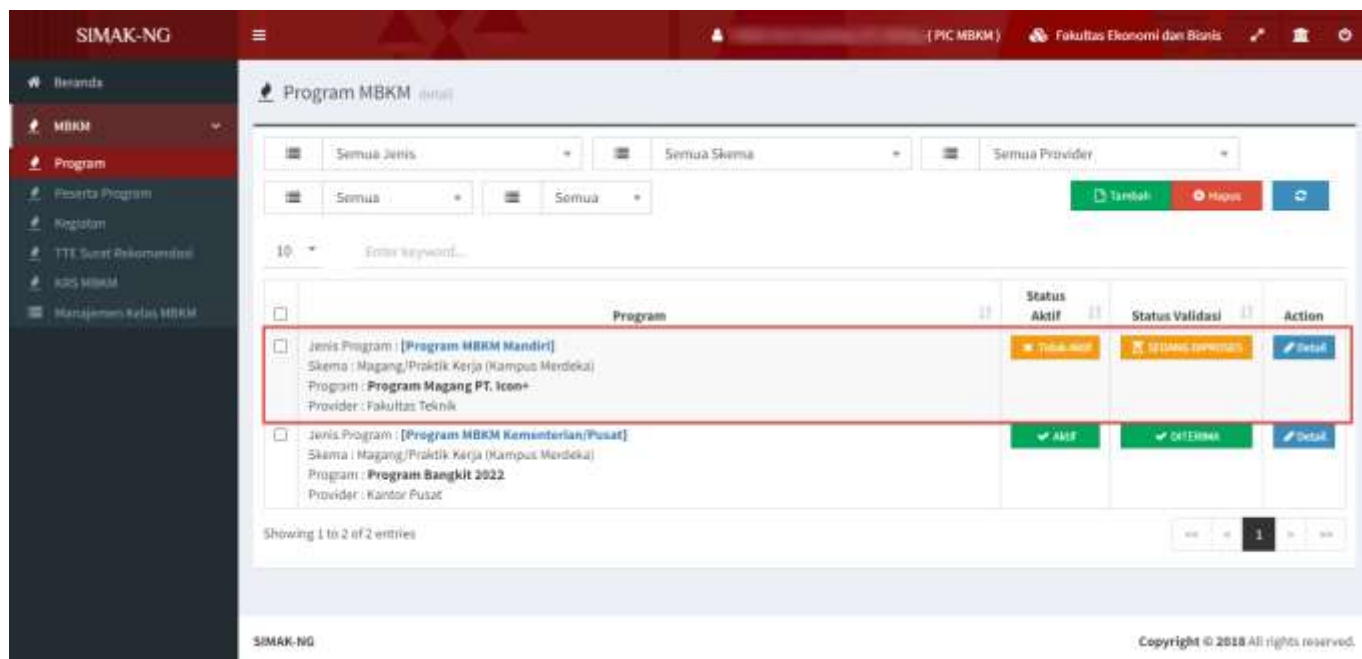 SIMAK-NG
( PIC MBKM )
Fakultas Ekonomi dan Bisnis
Beranda
MBKM
Program
Peserta Program
Kegiatan
TTE Surat Rekomendasi
KRS MBKM
Manajemen Kelas MBKM
Program MBKM detail
Semua Jenis
Semua Skema
Semua Provider
Semua
Semua
Tambah
Hapus
10
Enter keyword...
Program
Status Aktif
Status Validasi
Action
Jenis Program : [Program MBKM Mandiri]
Skema : Magang/Praktik Kerja (Kampus Merdeka)
Program : Program Magang PT. Icon+
Provider : Fakultas Teknik
Tidak Aktif
SEDANG DIPROSES
Detail
Jenis Program : [Program MBKM Kementerian/Pusat]
Skema : Magang/Praktik Kerja (Kampus Merdeka)
Program : Program Bangkit 2022
Provider : Kantor Pusat
Aktif
DITERIMA
Detail
Showing 1 to 2 of 2 entries
<< < 1 > >>
SIMAK-NG
Copyright © 2018 All rights reserved.